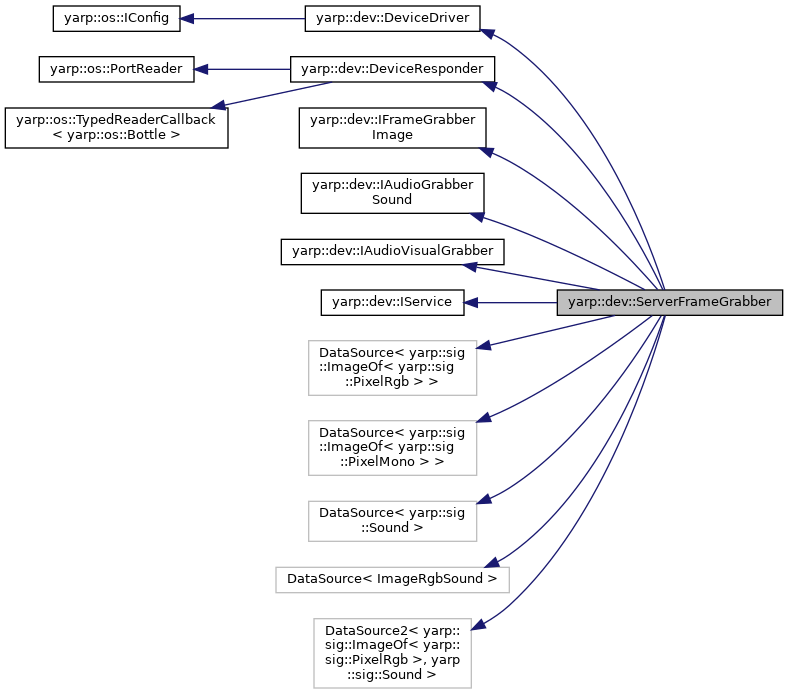 yarp::os::IConfig
yarp::dev::DeviceDriver
yarp::os::PortReader
yarp::dev::DeviceResponder
yarp::os::TypedReaderCallback
< yarp::os::Bottle >
yarp::dev::IFrameGrabber
Image
yarp::dev::IAudioGrabber
Sound
yarp::dev::IAudioVisualGrabber
yarp::dev::IService
yarp::dev::ServerFrameGrabber
DataSource< yarp::sig
::ImageOf< yarp::sig
::PixelRgb > >
DataSource< yarp::sig
::ImageOf< yarp::sig
::PixelMono > >
DataSource< yarp::sig
::Sound >
DataSource< ImageRgbSound >
DataSource2< yarp::
sig::ImageOf< yarp::
sig::PixelRgb >, yarp
::sig::Sound >